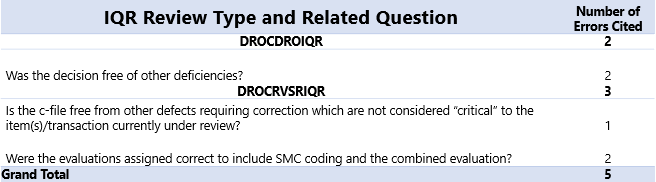 IQR Review Type and Related Question
Number of
Errors Cited
DROCDROIQR 2
Was the decision free of other deficiencies? 2
DROCRVSRIQR 3
Is the c-file free from other defects requiring correction which are not considered “critical” to the
item(s)/transaction currently under review? 1
Were the evaluations assigned correct to include SMC coding and the combined evaluation? 2
Grand Total 5